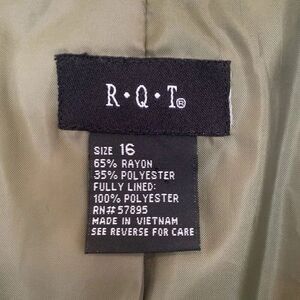 R•Q•T®
SIZE 16
65% RAYON
35% POLYESTER
FULLY LINED:
100% POLYESTER
RN# 57895
MADE IN VIETNAM
SEE REVERSE FOR CARE